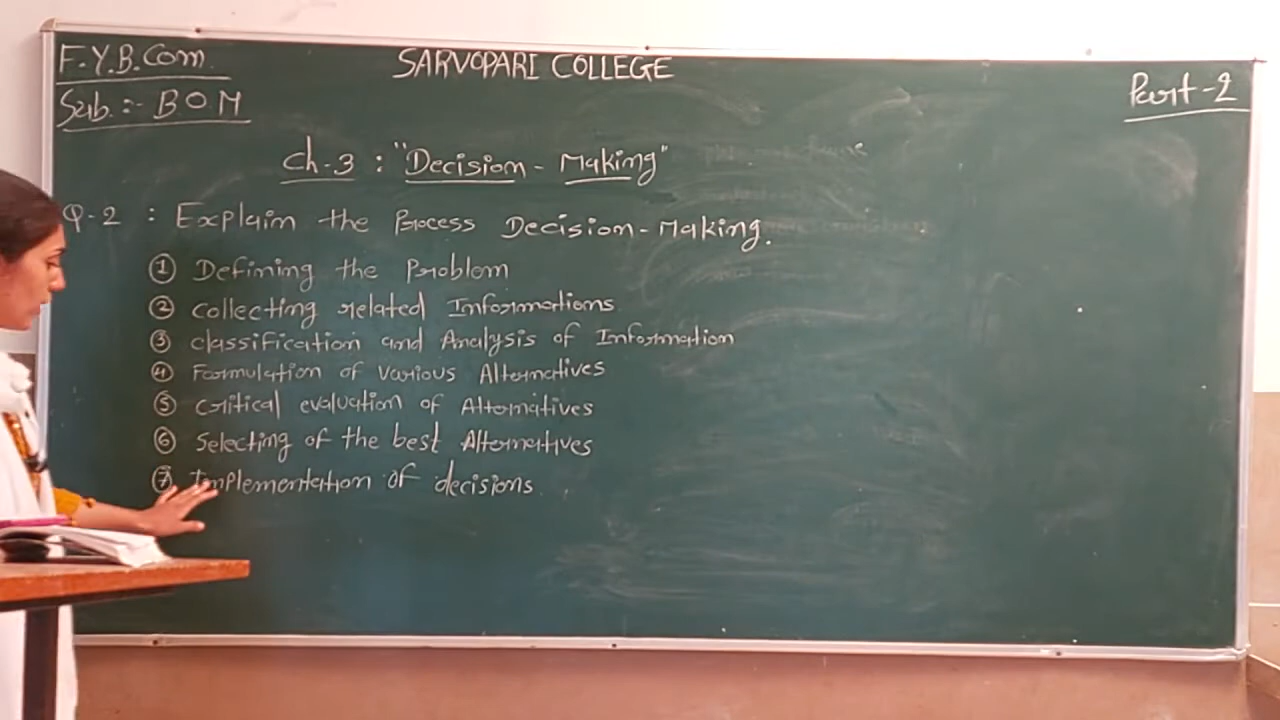 F.Y.B.Com.
SARVOPARI COLLEGE
Part-2
Sub. :- B O M
Ch-3 : "Decision - Making"
Q-2 : Explain the Process Decision-Making.
① Defining the Problem
② collecting related Informations.
③ classification and Analysis of Information
④ Formulation of various Alternatives
⑤ critical evaluation of Alternatives
⑥ Selecting of the best Alternatives
⑦ Implementation of decisions.